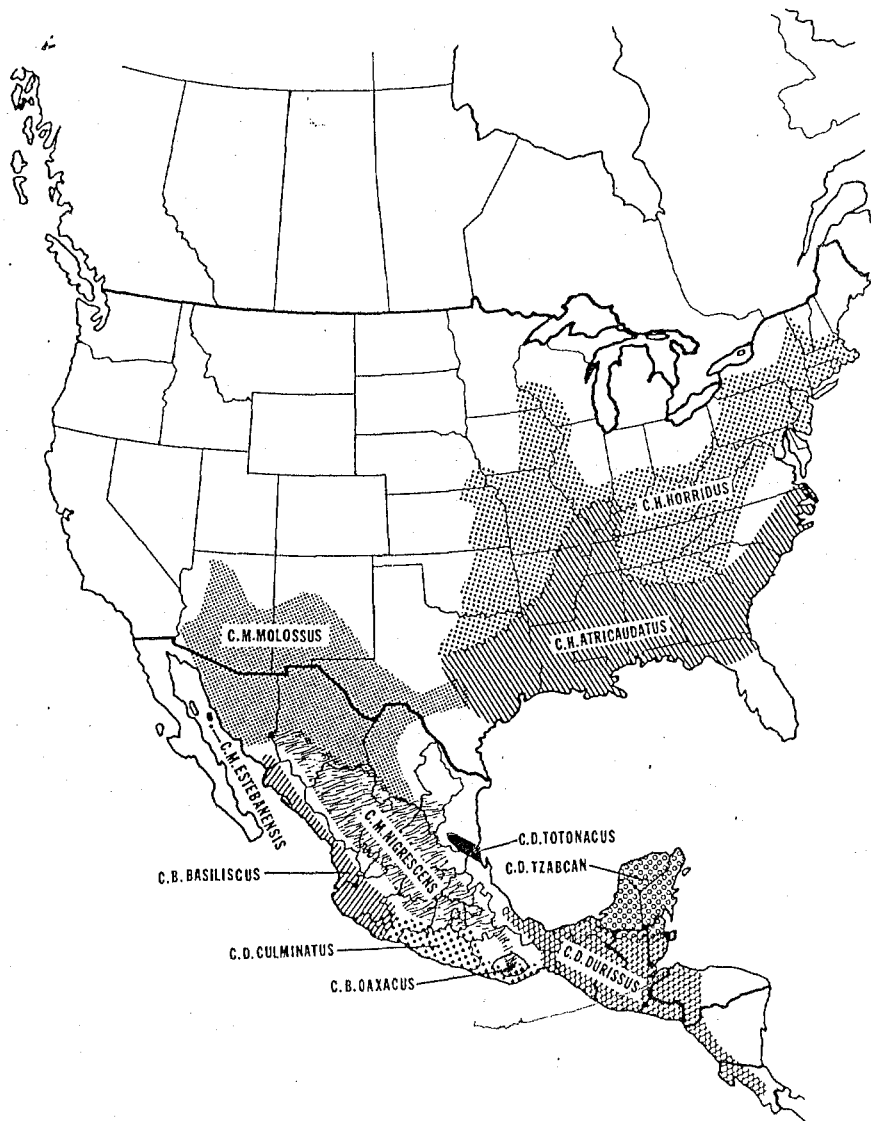 C.H.HORRIDUS
C.M.MOLOSSUS
C.H.ATRICAUDATUS
C.M.ESTEBANENSIS
C.M.NIGRESCENS
C.D.TOTONACUS
C.D.TZABCAN
C.B.BASILISCUS
C.D.CULMINATUS
C.D.DURISSUS
C.B.OAXACUS